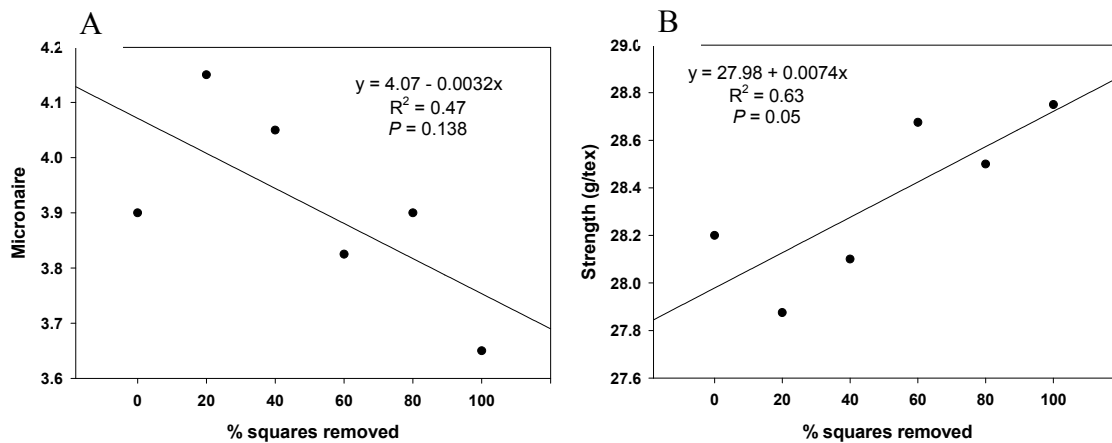 A
4.2
4.1
4.0
3.9
3.8
3.7
3.6
Micronaire
y = 4.07 - 0.0032x
R² = 0.47
P = 0.138
0 20 40 60 80 100
% squares removed
B
29.0
28.8
28.6
28.4
28.2
28.0
27.8
27.6
Strength (g/tex)
y = 27.98 + 0.0074x
R² = 0.63
P = 0.05
0 20 40 60 80 100
% squares removed